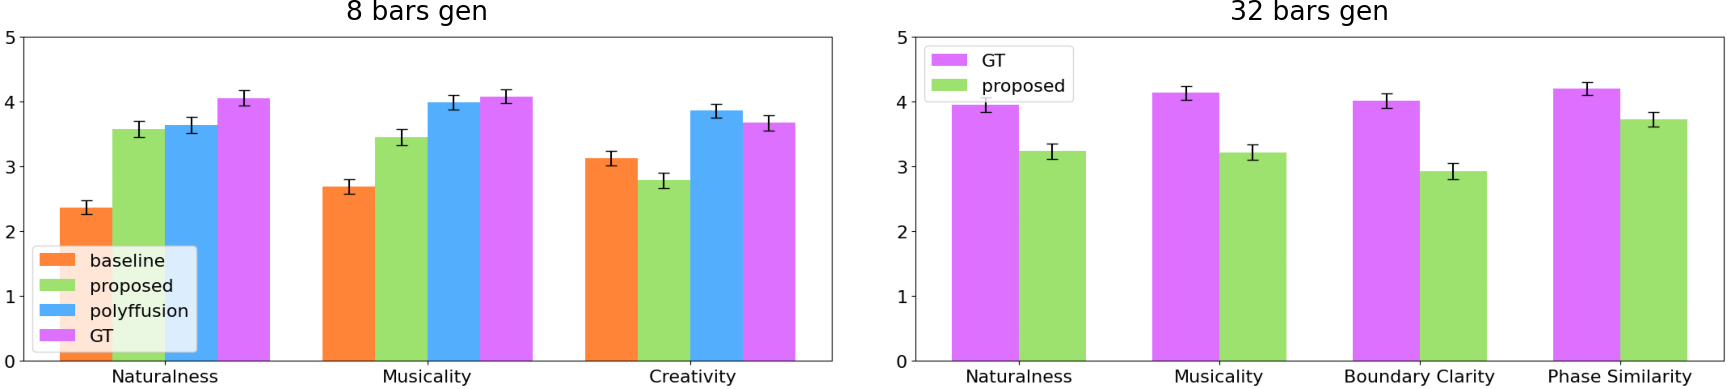 8 bars gen
5
4
3
2
1
0
baseline
proposed
polyffusion
GT
Naturalness
Musicality
Creativity
32 bars gen
5
4
3
2
1
0
GT
proposed
Naturalness
Musicality
Boundary Clarity
Phase Similarity